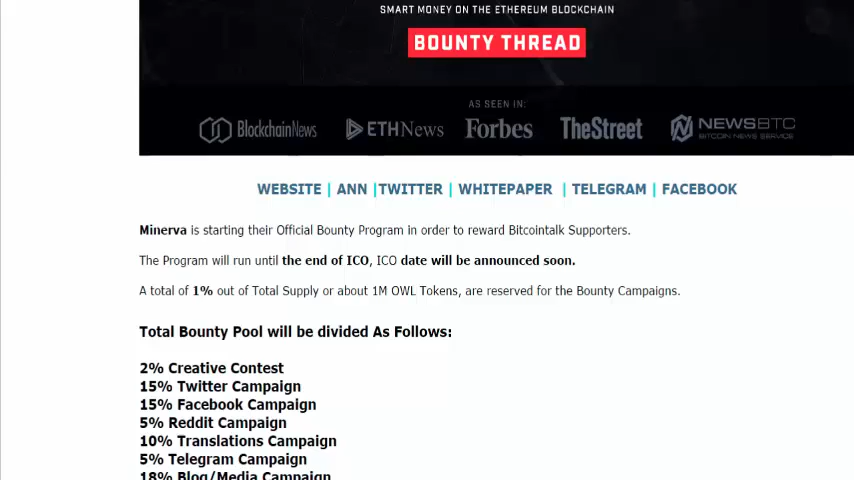 SMART MONEY ON THE ETHEREUM BLOCKCHAIN
BOUNTY THREAD
AS SEEN IN:
BlockchainNews ETHNews Forbes TheStreet NEWSBTC
BITCOIN NEWS SERVICE
WEBSITE | ANN |TWITTER | WHITEPAPER | TELEGRAM | FACEBOOK
Minerva is starting their Official Bounty Program in order to reward Bitcointalk Supporters.
The Program will run until the end of ICO, ICO date will be announced soon.
A total of 1% out of Total Supply or about 1M OWL Tokens, are reserved for the Bounty Campaigns.
Total Bounty Pool will be divided As Follows:
2% Creative Contest
15% Twitter Campaign
15% Facebook Campaign
5% Reddit Campaign
10% Translations Campaign
5% Telegram Campaign
18% Blog/Media Campaign